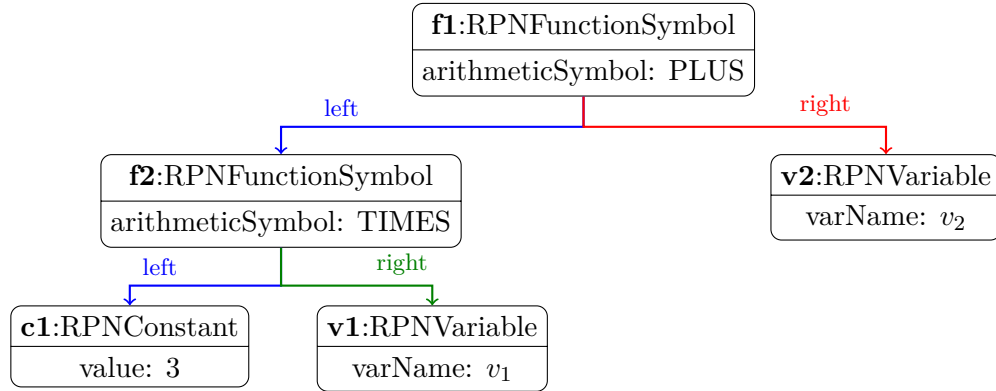 f1:RPNFunctionSymbol
arithmeticSymbol: PLUS
left
right
f2:RPNFunctionSymbol
arithmeticSymbol: TIMES
v2:RPNVariable
varName: v₂
left
right
c1:RPNConstant
value: 3
v1:RPNVariable
varName: v₁